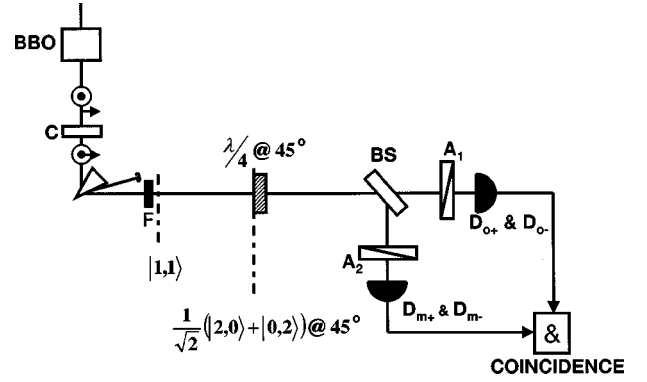 BBO
C
F
|1,1⟩
λ/4 @ 45°
1/√2 (|2,0⟩+|0,2⟩) @ 45°
BS
A₁
Dₒ₊ & Dₒ₋
A₂
Dₘ₊ & Dₘ₋
&
COINCIDENCE